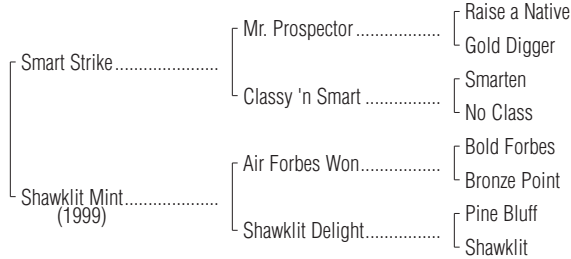 Raise a Native
Mr. Prospector.................
Gold Digger
Smart Strike.....................
Smarten
Classy 'n Smart ...............
No Class
Bold Forbes
Air Forbes Won................
Bronze Point
Shawklit Mint...................
(1999)
Pine Bluff
Shawklit Delight...............
Shawklit